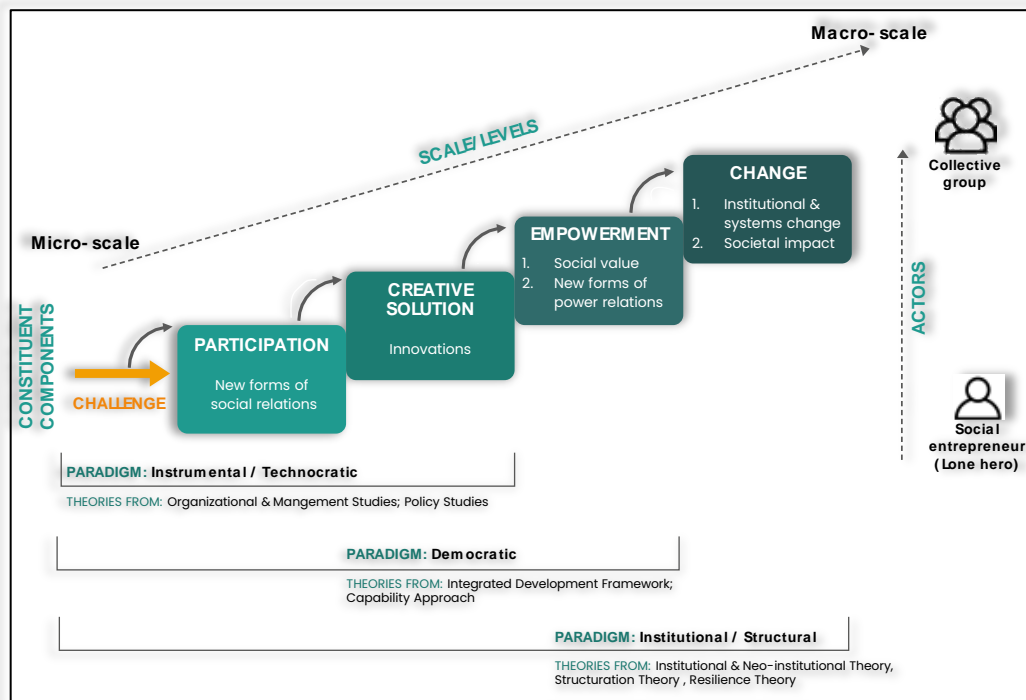 Macro-scale
SCALE/LEVELS
Micro-scale
Collective
group
CHANGE
1. Institutional &
systems change
2. Societal impact
EMPOWERMENT
1. Social value
2. New forms of
power relations
CREATIVE
SOLUTION
Innovations
PARTICIPATION
New forms of
social relations
CONSTITUENT
COMPONENTS
CHALLENGE
ACTORS
Social
entrepreneur
(Lone hero)
PARADIGM: Instrumental / Technocratic
THEORIES FROM: Organizational & Mangement Studies; Policy Studies
PARADIGM: Democratic
THEORIES FROM: Integrated Development Framework;
Capability Approach
PARADIGM: Institutional / Structural
THEORIES FROM: Institutional & Neo-institutional Theory,
Structuration Theory , Resilience Theory